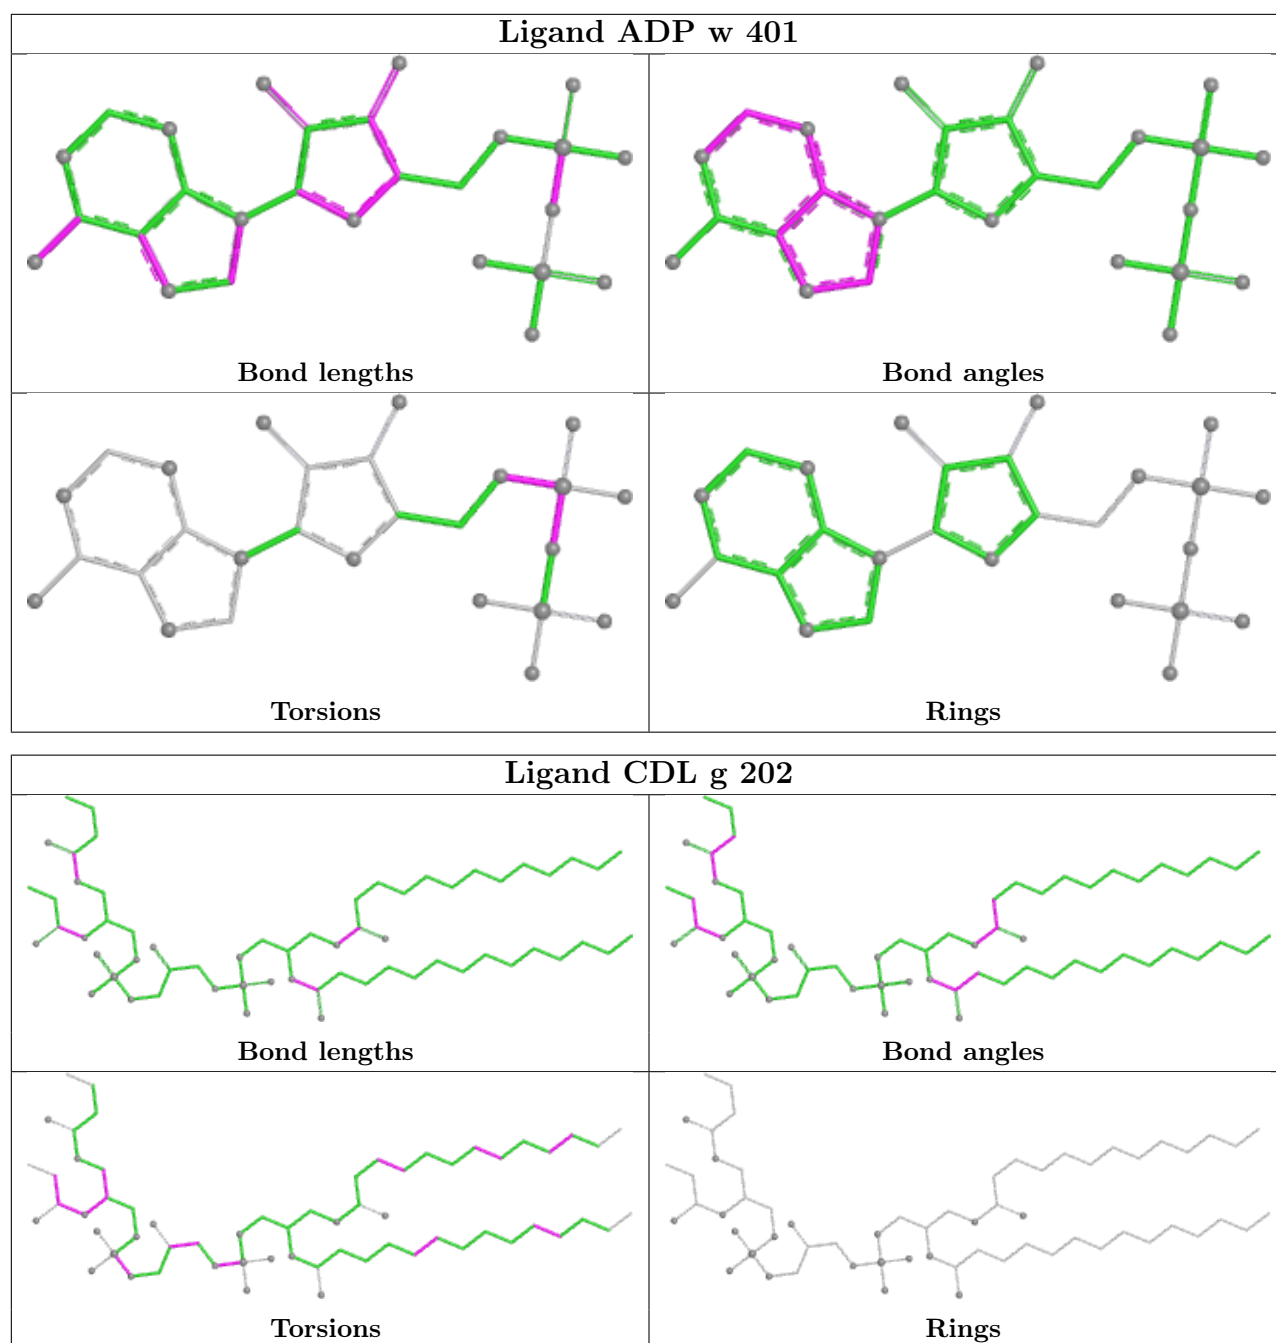 Ligand ADP w 401
Bond lengths
Bond angles
Torsions
Rings
Ligand CDL g 202
Bond lengths
Bond angles
Torsions
Rings